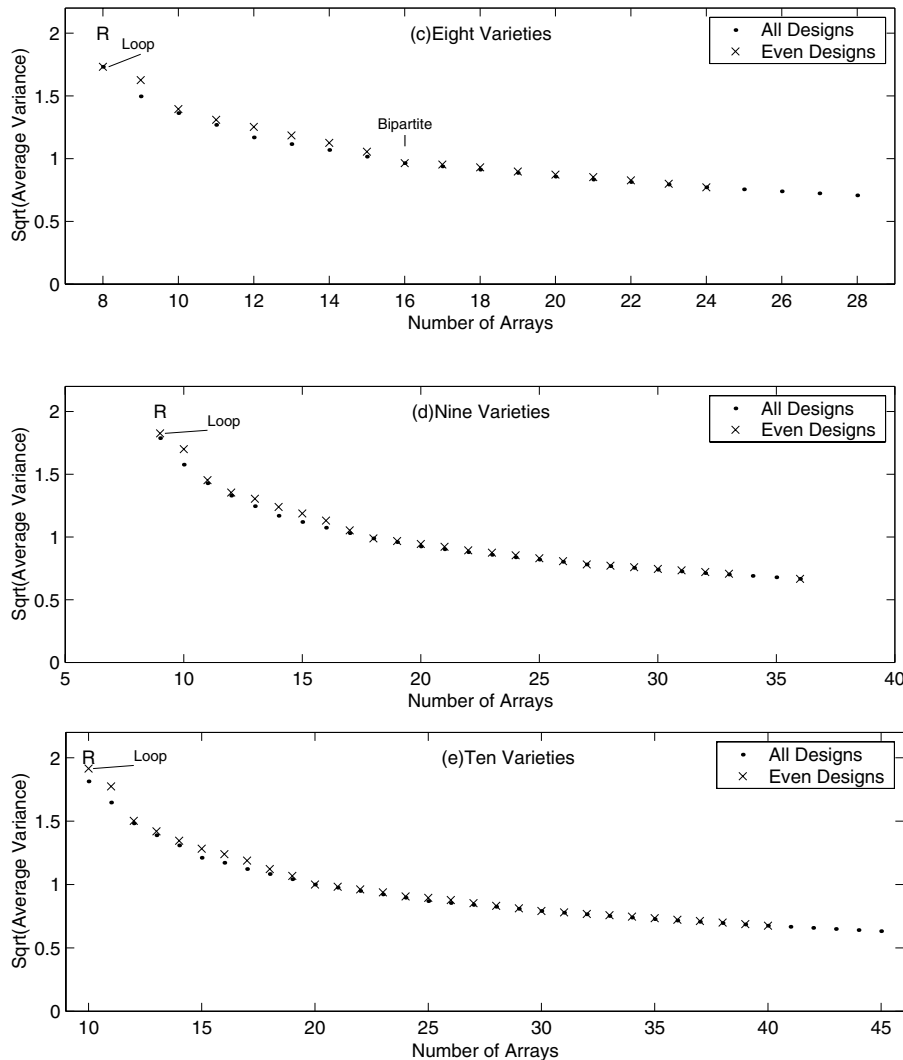 (c)Eight Varieties
All Designs
Even Designs
R
Loop
Bipartite
Sqrt(Average Variance)
2
1.5
1
0.5
0
8 10 12 14 16 18 20 22 24 26 28
Number of Arrays
(d)Nine Varieties
All Designs
Even Designs
R
Loop
Sqrt(Average Variance)
2
1.5
1
0.5
0
5 10 15 20 25 30 35 40
Number of Arrays
(e)Ten Varieties
All Designs
Even Designs
R
Loop
Sqrt(Average Variance)
2
1.5
1
0.5
0
10 15 20 25 30 35 40 45
Number of Arrays